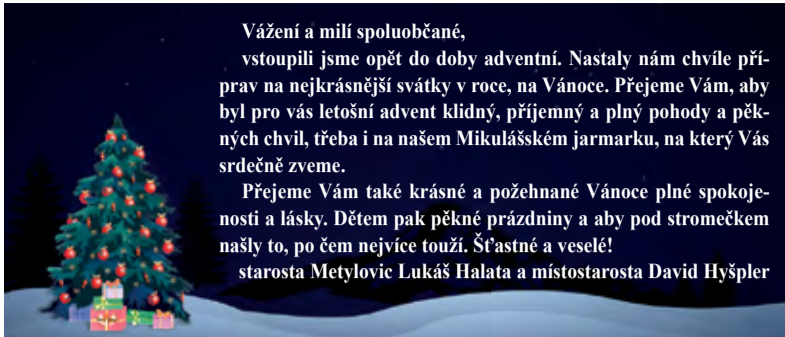 Vážení a milí spoluobčané,
vstoupili jsme opět do doby adventní. Nastaly nám chvíle pří-
prav na nejkrásnější svátky v roce, na Vánoce. Přejeme Vám, aby
byl pro vás letošní advent klidný, příjemný a plný pohody a pěk-
ných chvil, třeba i na našem Mikulášském jarmarku, na který Vás
srdečně zveme.
Přejeme Vám také krásné a požehnané Vánoce plné spokoje-
nosti a lásky. Dětem pak pěkné prázdniny a aby pod stromečkem
našly to, po čem nejvíce touží. Šťastné a veselé!
starosta Metylovic Lukáš Halata a místostarosta David Hyšpler